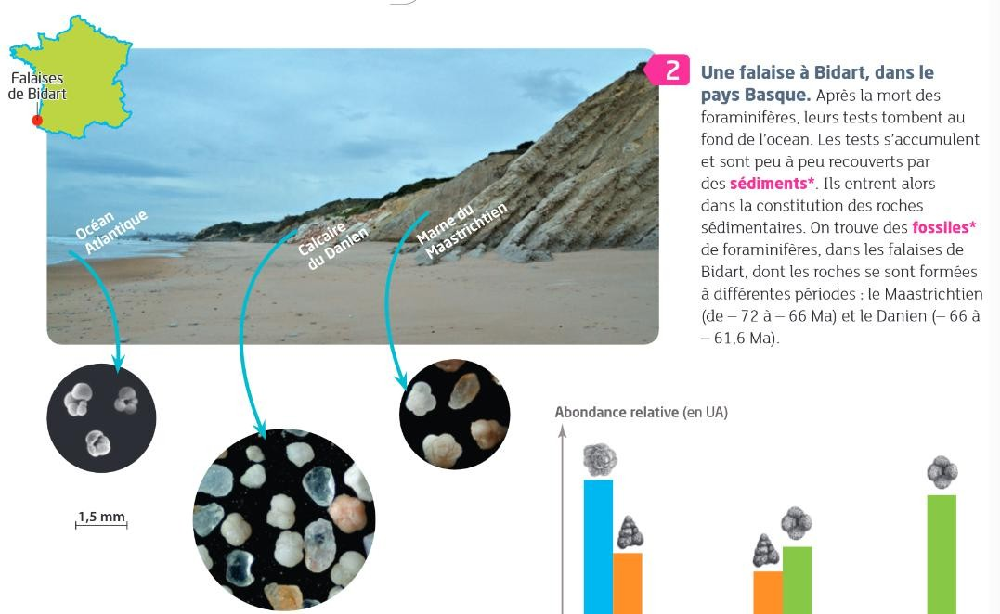 Falaises
de Bidart
Océan
Atlantique
Calcaire
du Danien
Marne du
Maastrichtien
1,5 mm
2
Une falaise à Bidart, dans le
pays Basque. Après la mort des
foraminifères, leurs tests tombent au
fond de l'océan. Les tests s'accumulent
et sont peu à peu recouverts par
des sédiments*. Ils entrent alors
dans la constitution des roches
sédimentaires. On trouve des fossiles*
de foraminifères, dans les falaises de
Bidart, dont les roches se sont formées
à différentes périodes : le Maastrichtien
(de – 72 à – 66 Ma) et le Danien (– 66 à
– 61,6 Ma).
Abondance relative (en UA)